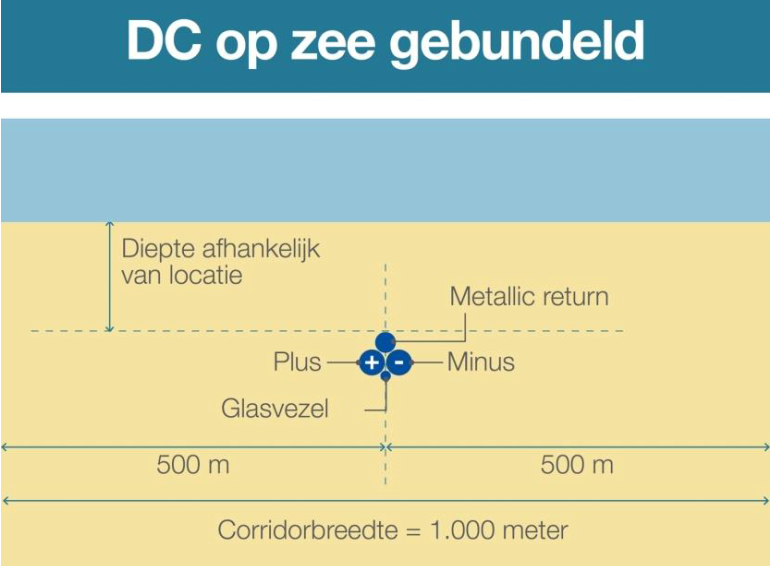 DC op zee gebundeld
Diepte afhankelijk
van locatie
Metallic return
Plus
+
-
Minus
Glasvezel
500 m
500 m
Corridorbreedte = 1.000 meter